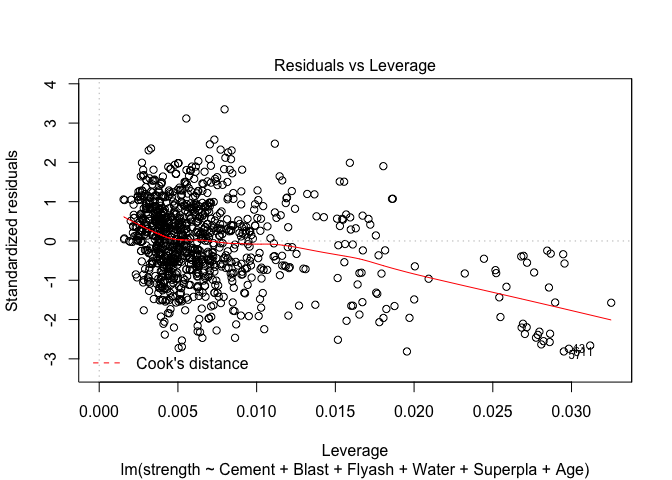 Residuals vs Leverage
Standardized residuals
4
3
2
1
0
-1
-2
-3
Cook's distance
0.000 0.005 0.010 0.015 0.020 0.025 0.030
Leverage
lm(strength ~ Cement + Blast + Flyash + Water + Superpla + Age)